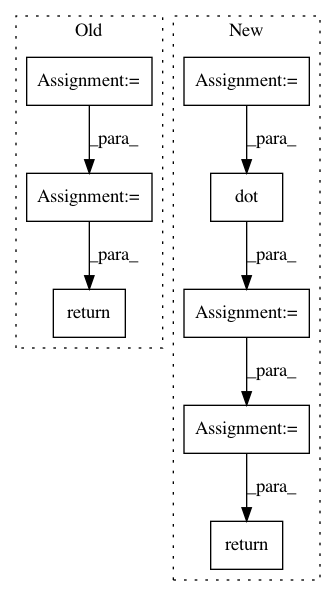 Old
Assignment:=
_para_
Assignment:=
_para_
return
New
Assignment:=
_para_
dot
_para_
Assignment:=
_para_
Assignment:=
_para_
return